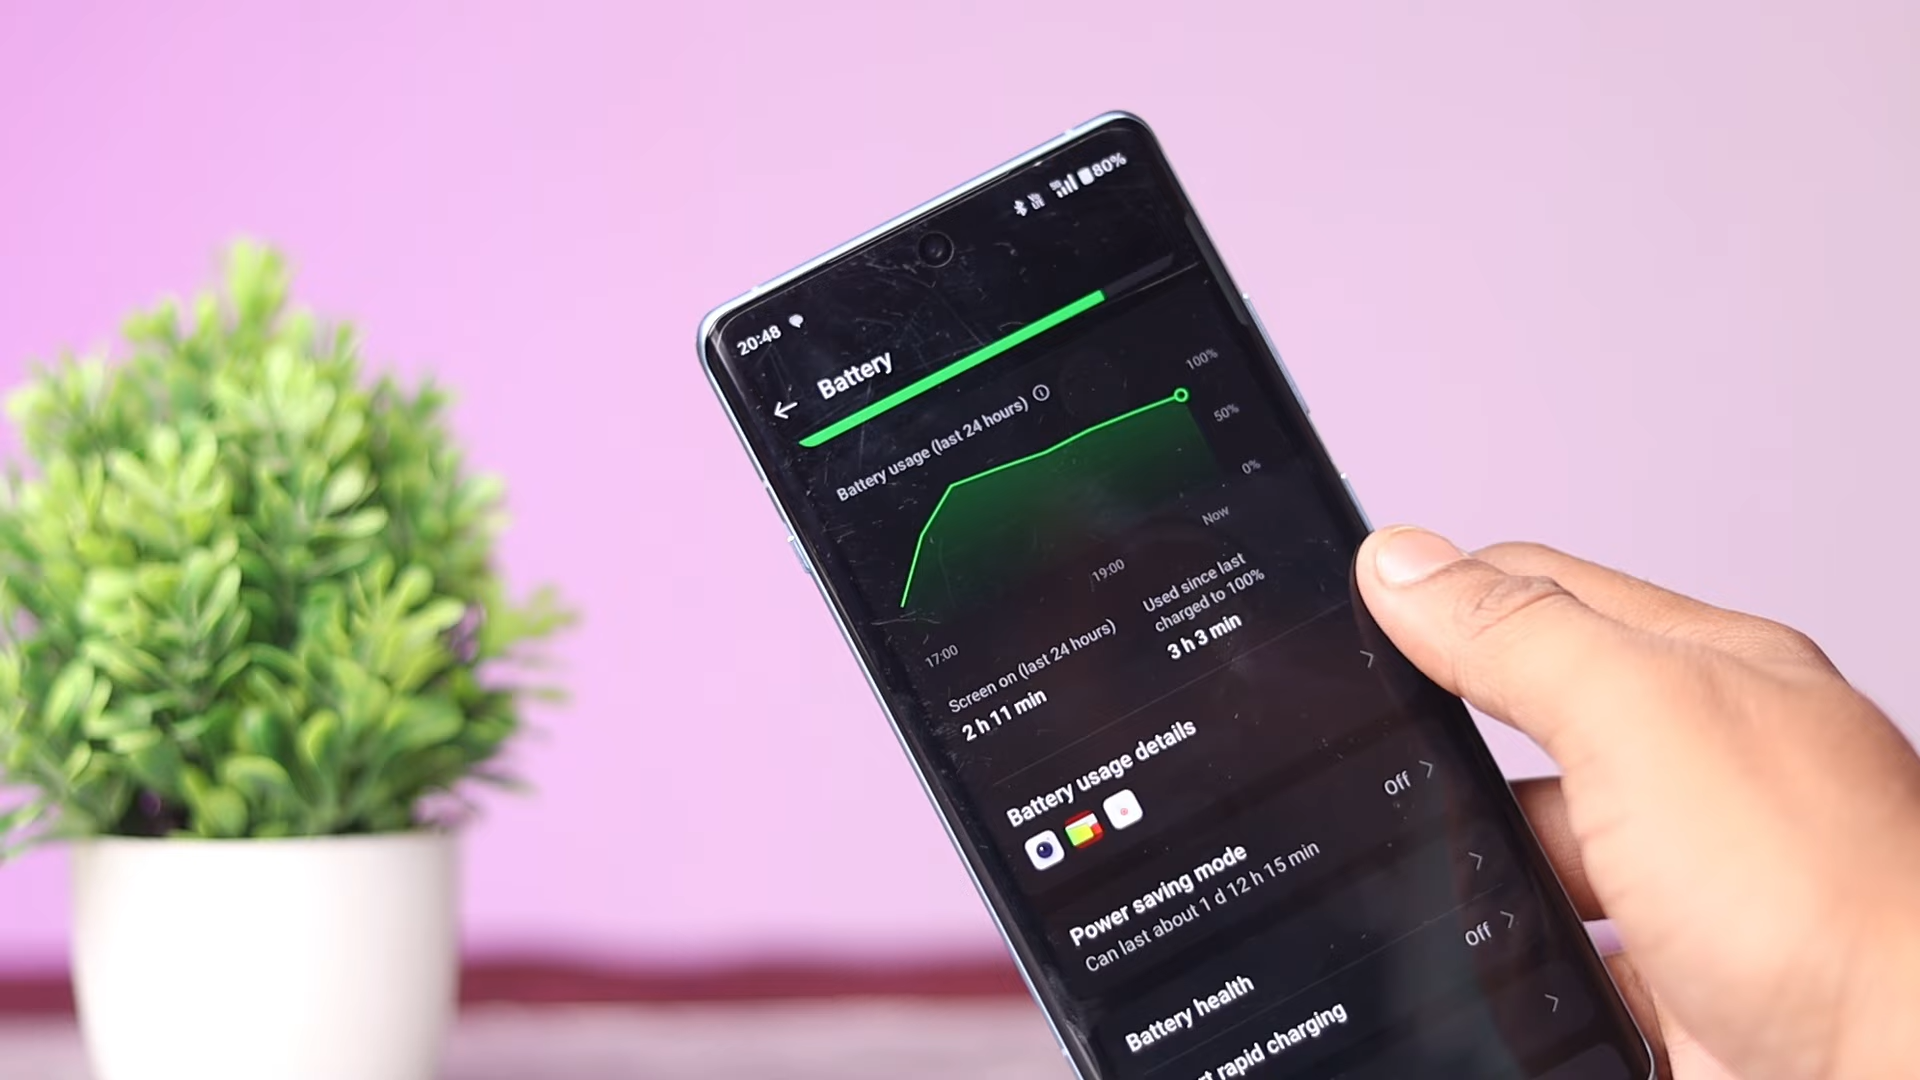 20:48
80%
Battery
Battery usage (last 24 hours)
100%
50%
0%
17:00
19:00
Now
Screen on (last 24 hours)
2 h 11 min
Used since last
charged to 100%
3 h 3 min
Battery usage details
Power saving mode
Can last about 1 d 12 h 15 min
Off
Battery health
rapid charging
Off